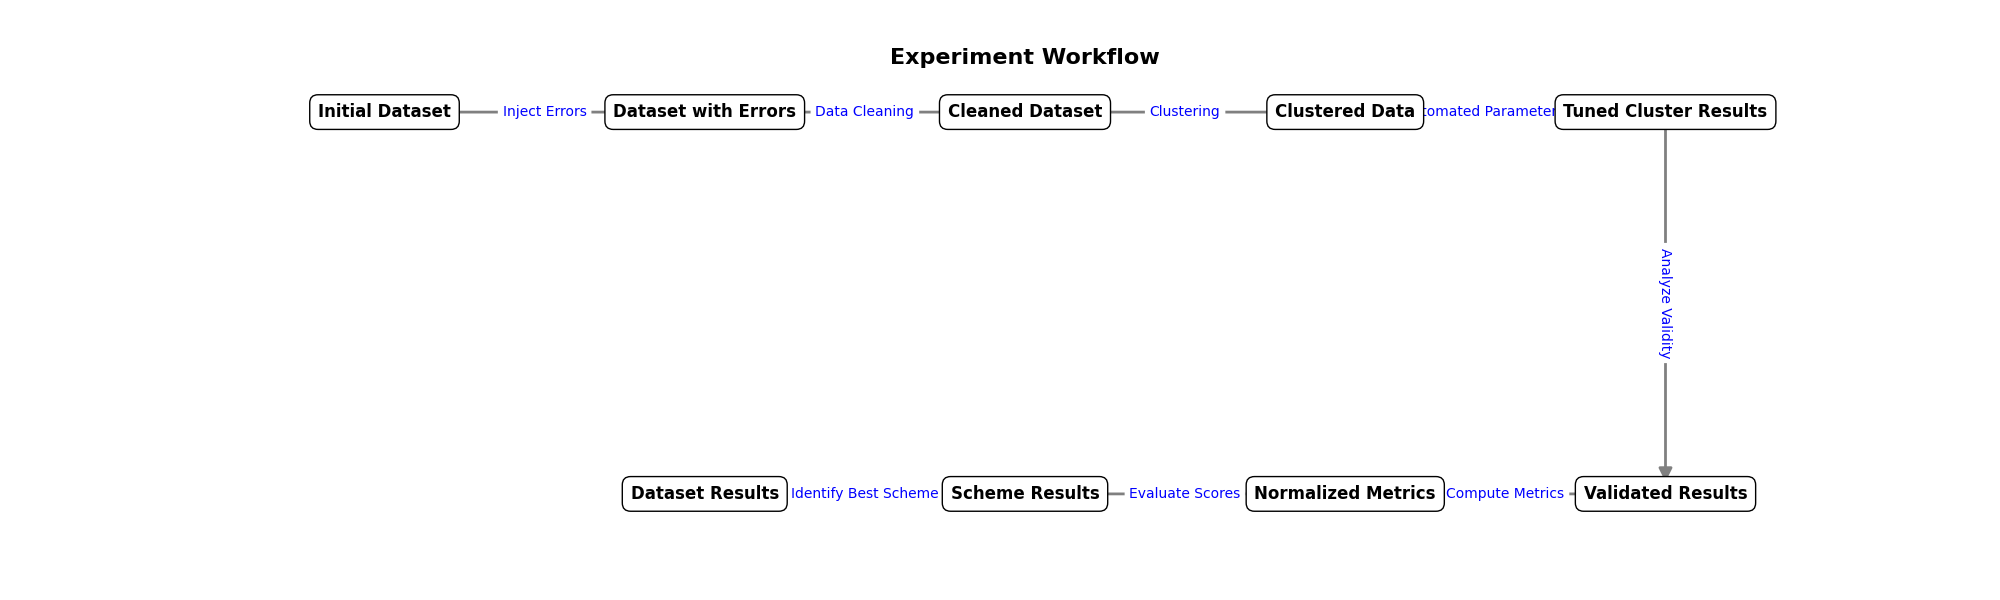 Experiment Workflow
Initial Dataset Inject Errors Dataset with Errors Data Cleaning Cleaned Dataset Clustering Clustered Data Parameter Tuned Cluster Results
Analyze Validity
Dataset Results Identify Best Scheme Scheme Results Evaluate Scores Normalized Metrics Compute Metrics Validated Results